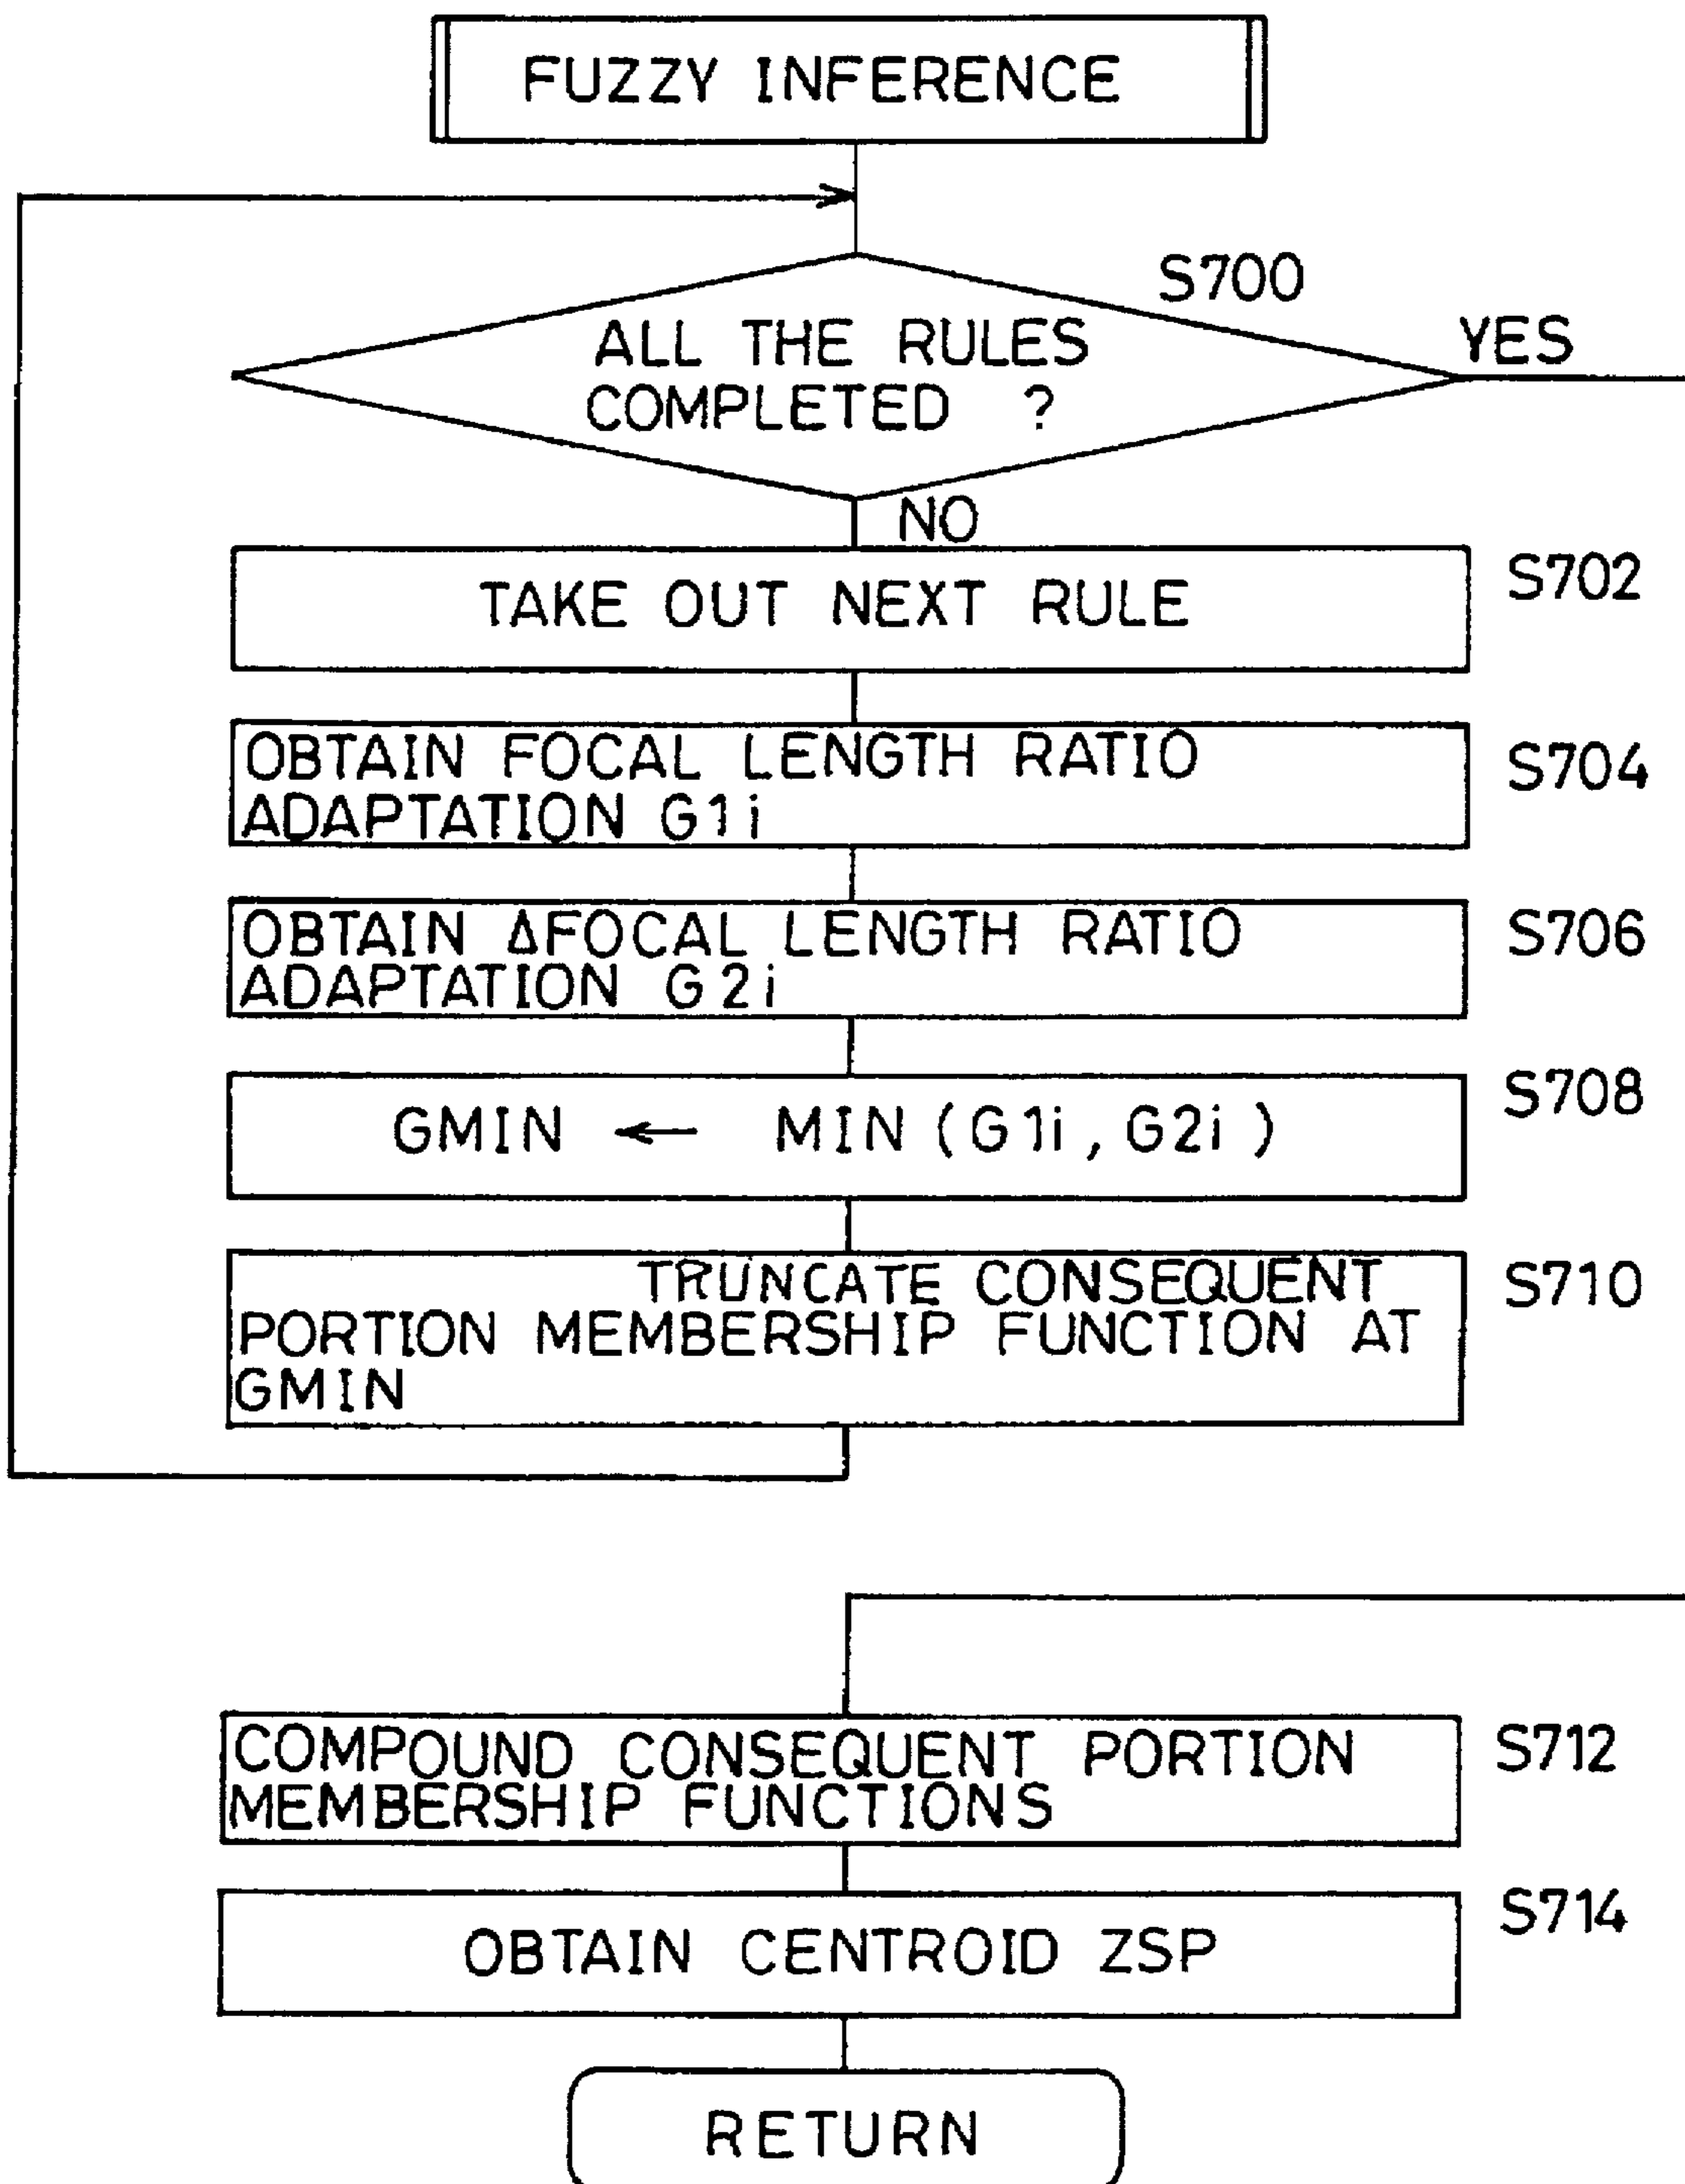 FUZZY INFERENCE
S700
ALL THE RULES
COMPLETED ?
YES
NO
TAKE OUT NEXT RULE
S702
OBTAIN FOCAL LENGTH RATIO
ADAPTATION G1i
S704
OBTAIN ΔFOCAL LENGTH RATIO
ADAPTATION G2i
S706
GMIN ← MIN (G1i, G2i)
S708
TRUNCATE CONSEQUENT
PORTION MEMBERSHIP FUNCTION AT
GMIN
S710
COMPOUND CONSEQUENT PORTION
MEMBERSHIP FUNCTIONS
S712
OBTAIN CENTROID ZSP
S714
RETURN